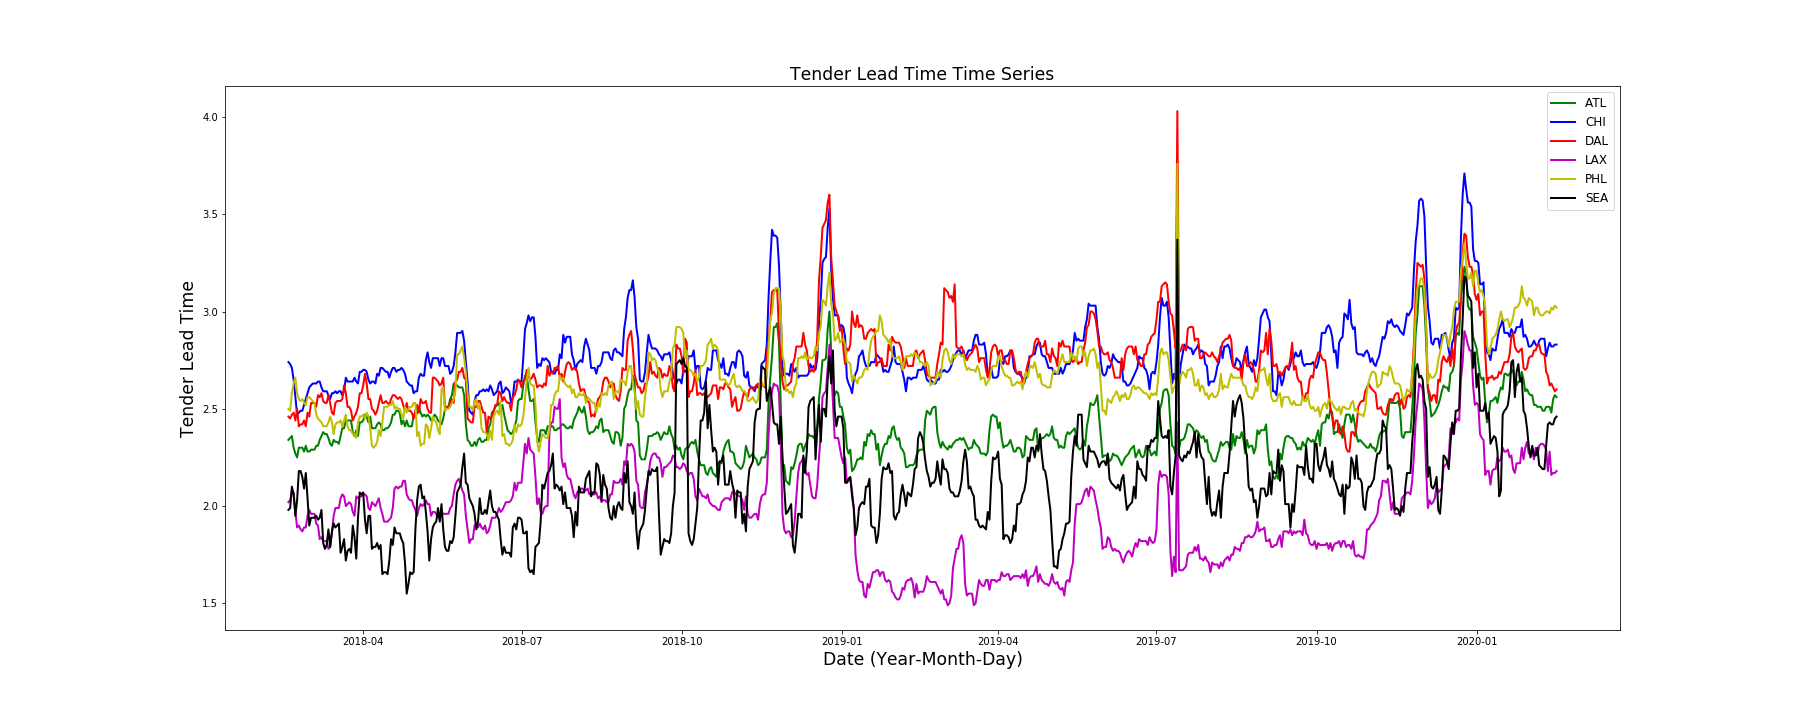 Tender Lead Time Time Series
ATL
CHI
DAL
LAX
PHL
SEA
Tender Lead Time
4.0
3.5
3.0
2.5
2.0
1.5
2018-04 2018-07 2018-10 2019-01 2019-04 2019-07 2019-10 2020-01
Date (Year-Month-Day)